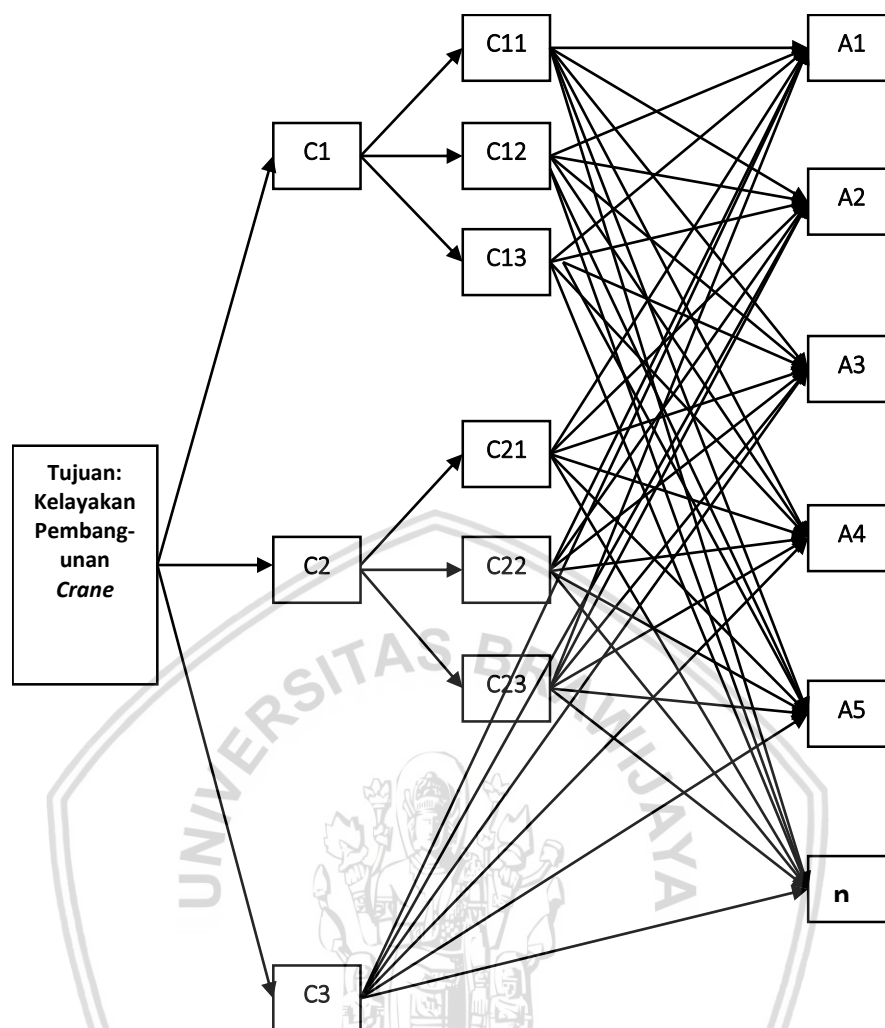 C11
A1
C1
C12
A2
C13
A3
C21
Tujuan:
Kelayakan
Pembang-
unan
Crane
C2
C22
A4
C23
A5
n
C3
UNIVERSITAS BRAWIJAYA